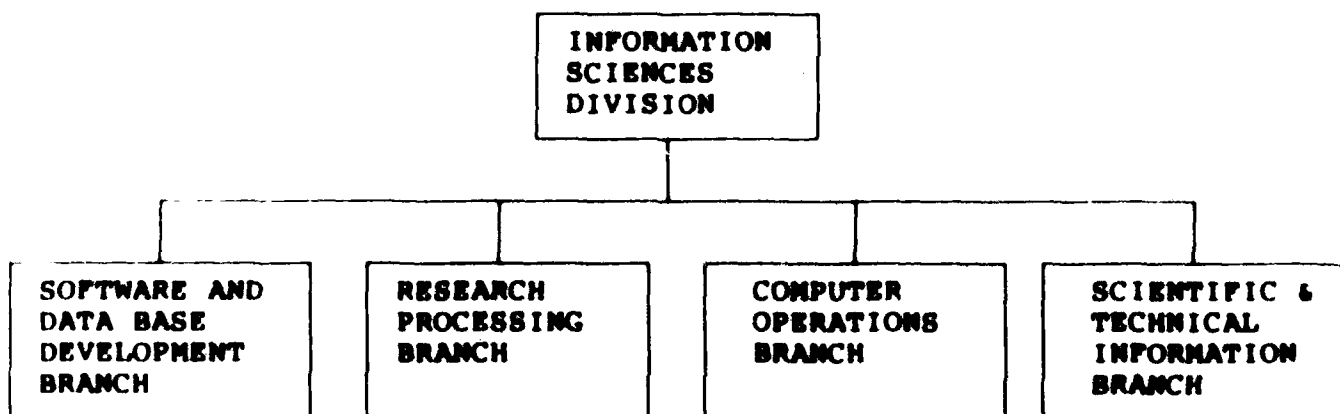 INFORMATION
SCIENCES
DIVISION
SOFTWARE AND
DATA BASE
DEVELOPMENT
BRANCH
RESEARCH
PROCESSING
BRANCH
COMPUTER
OPERATIONS
BRANCH
SCIENTIFIC &
TECHNICAL
INFORMATION
BRANCH